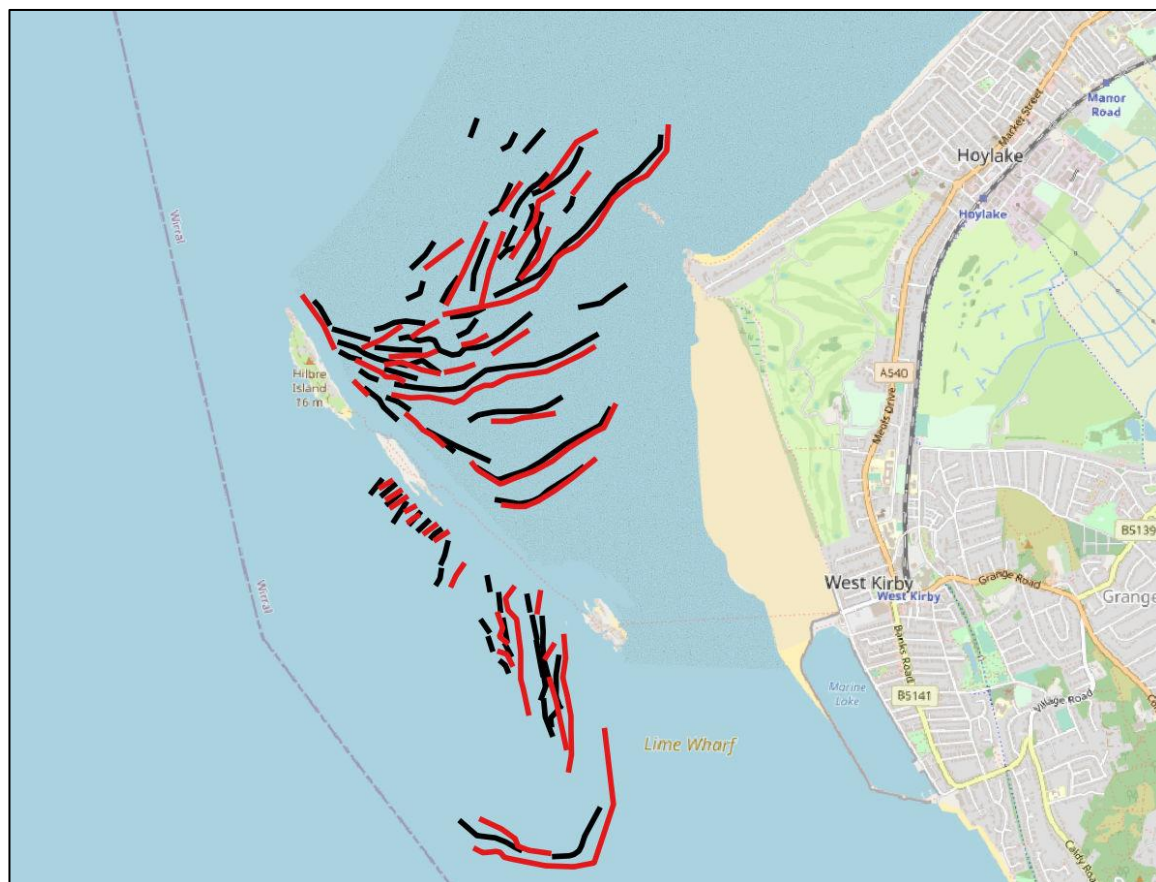 Manor
Road
Market Street
Hoylake
Hoylake
Wirral
A540
Meols Drive
Hilbre
Island
16 m
B5139
West Kirby
West Kirby
Grange Road
Grange
Wirral
Banks Road
Marine
Lake
B5141
Village Road
Lime Wharf
Caldy Road